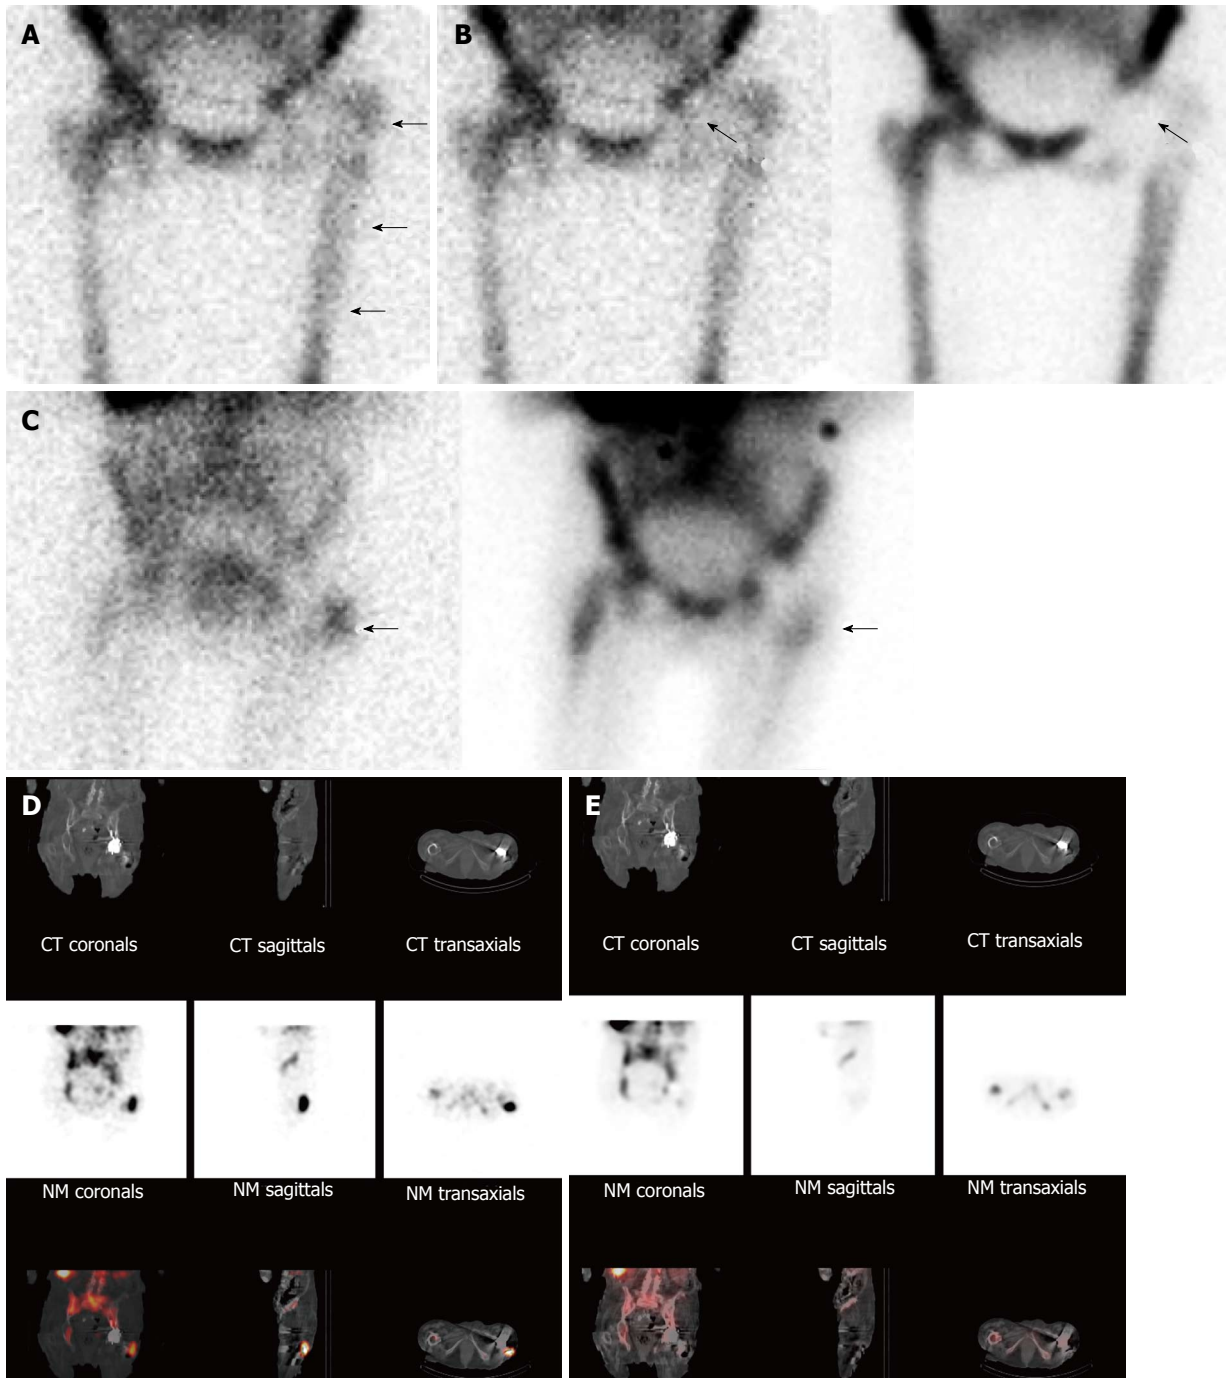 A
B
C
D
E
CT coronals
CT sagittals
CT transaxials
CT coronals
CT sagittals
CT transaxials
NM coronals
NM sagittals
NM transaxials
NM coronals
NM sagittals
NM transaxials